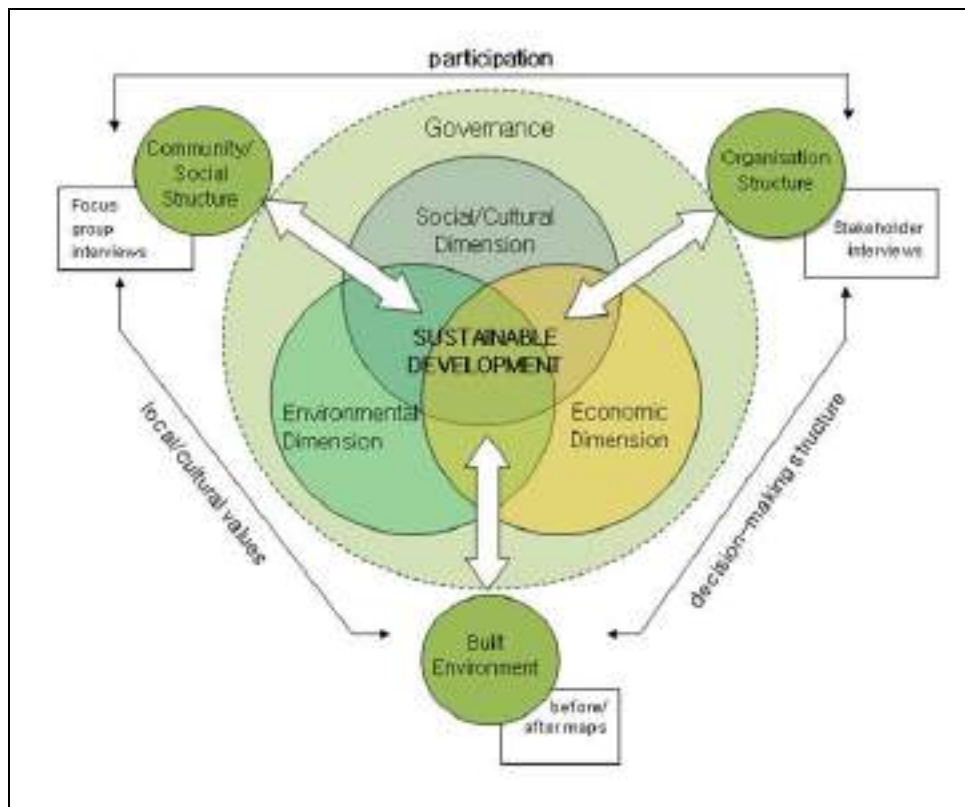 participation
Governance
Community/
Social
Structure
Organisation
Structure
Focus
group
interviews
Social/Cultural
Dimension
Stakeholder
interviews
SUSTAINABLE
DEVELOPMENT
Environmental
Dimension
Economic
Dimension
local/cultural values
decision-making structure
Built
Environment
before/
after maps